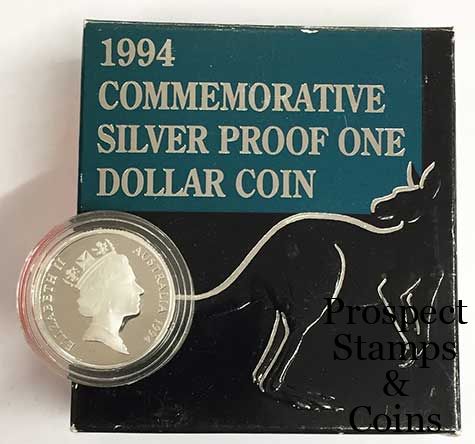 1994
COMMEMORATIVE
SILVER PROOF ONE
DOLLAR COIN
ELIZABETH II AUSTRALIA 1994
Prospect
Stamps
&
Coins